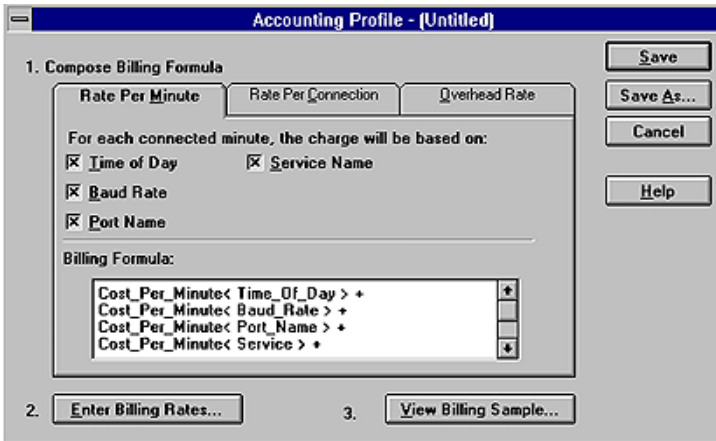 Accounting Profile - (Untitled)
1. Compose Billing Formula
Rate Per Minute
Rate Per Connection
Overhead Rate
For each connected minute, the charge will be based on:
Time of Day
Service Name
Baud Rate
Port Name
Billing Formula:
Cost_Per_Minute< Time_Of_Day > +
Cost_Per_Minute< Baud_Rate > +
Cost_Per_Minute< Port_Name > +
Cost_Per_Minute< Service > +
2. Enter Billing Rates...
3. View Billing Sample...
Save
Save As...
Cancel
Help